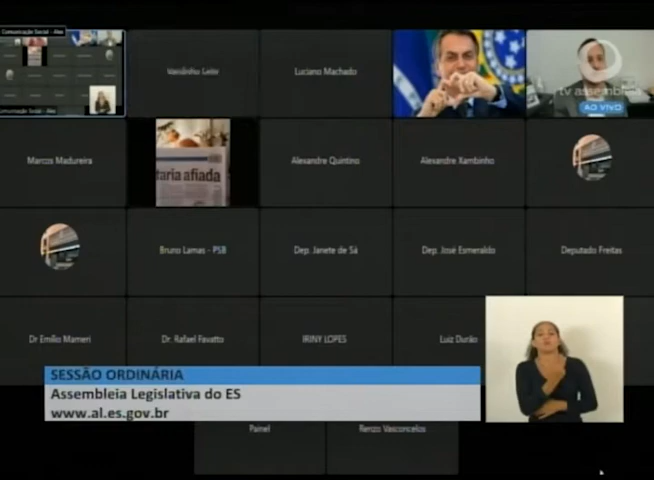 Comunicação Social - Ales
Comunicação Social - Ales
Vandinho Leite
Luciano Machado
tv assembleia
AO VIVO
Marcos Madureira
taria afiada
Alexandre Quintino
Alexandre Xambinho
Bruno Lamas - PSB
Dep. Janete de Sá
Dep. José Esmeraldo
Deputado Freitas
Dr Emílio Mameri
Dr. Rafael Favatto
IRINY LOPES
Luiz Durão
SESSÃO ORDINÁRIA
Assembleia Legislativa do ES
www.al.es.gov.br
Painel
Renzo Vasconcelos